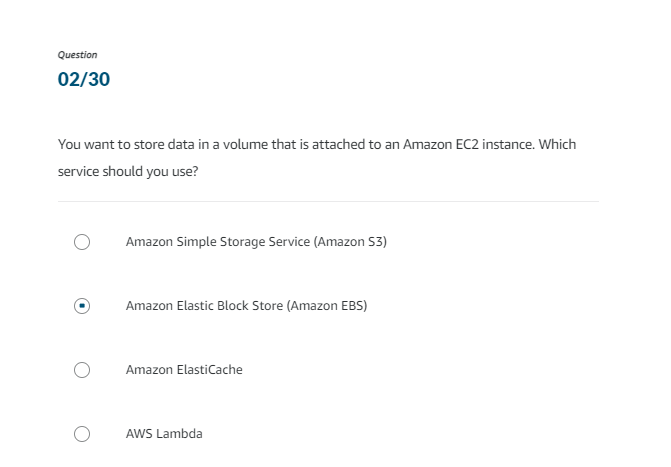 Question
02/30
You want to store data in a volume that is attached to an Amazon EC2 instance. Which
service should you use?
Amazon Simple Storage Service (Amazon S3)
Amazon Elastic Block Store (Amazon EBS)
Amazon ElastiCache
AWS Lambda